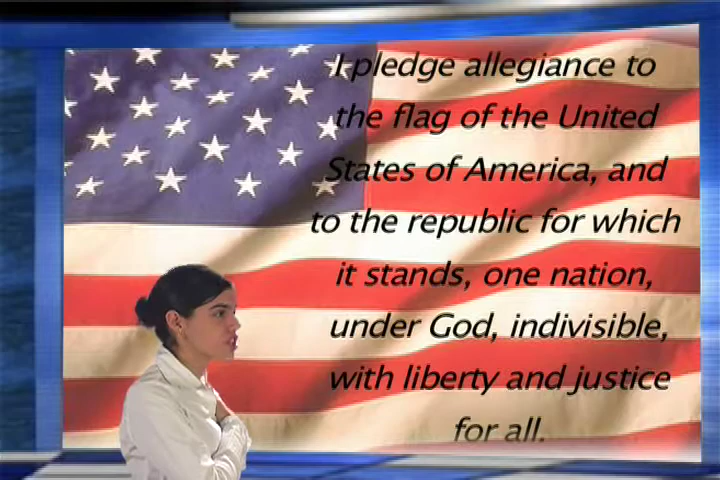 I pledge allegiance to
the flag of the United
States of America, and
to the republic for which
it stands, one nation,
under God, indivisible,
with liberty and justice
for all.